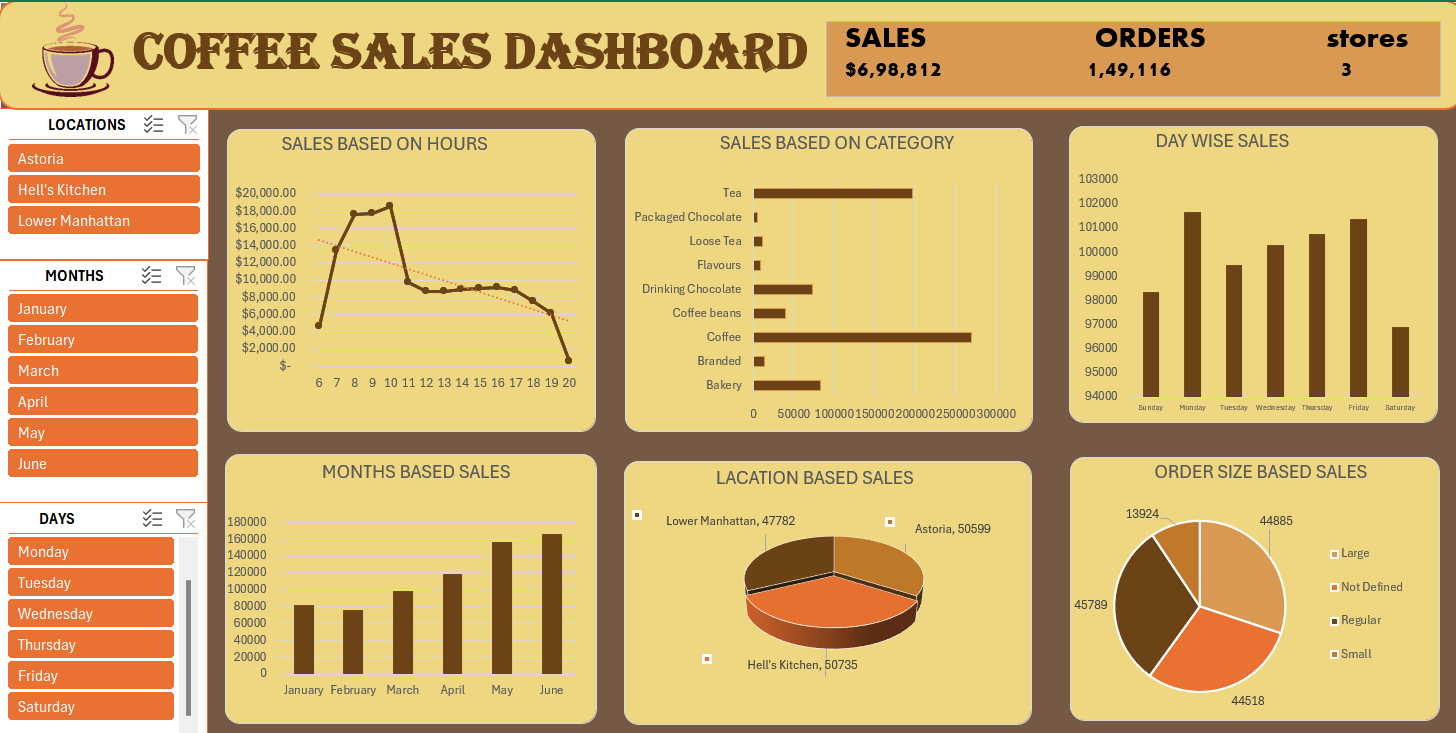 COFFEE SALES DASHBOARD
SALES ORDERS stores
$6,98,812 1,49,116 3
LOCATIONS
Astoria
Hell's Kitchen
Lower Manhattan
MONTHS
January
February
March
April
May
June
DAYS
Monday
Tuesday
Wednesday
Thursday
Friday
Saturday
SALES BASED ON HOURS
$20,000.00
$18,000.00
$16,000.00
$14,000.00
$12,000.00
$10,000.00
$8,000.00
$6,000.00
$4,000.00
$2,000.00
$-
6 7 8 9 10 11 12 13 14 15 16 17 18 19 20
SALES BASED ON CATEGORY
Tea
Packaged Chocolate
Loose Tea
Flavours
Drinking Chocolate
Coffee beans
Coffee
Branded
Bakery
0 50000 100000 150000 200000 250000 300000
DAY WISE SALES
103000
102000
101000
100000
99000
98000
97000
96000
95000
94000
Sunday Monday Tuesday Wednesday Thursday Friday Saturday
MONTHS BASED SALES
180000
160000
140000
120000
100000
80000
60000
40000
20000
0
January February March April May June
LACATION BASED SALES
Lower Manhattan, 47782
Astoria, 50599
Hell's Kitchen, 50735
ORDER SIZE BASED SALES
13924
44885
45789
44518
Large
Not Defined
Regular
Small